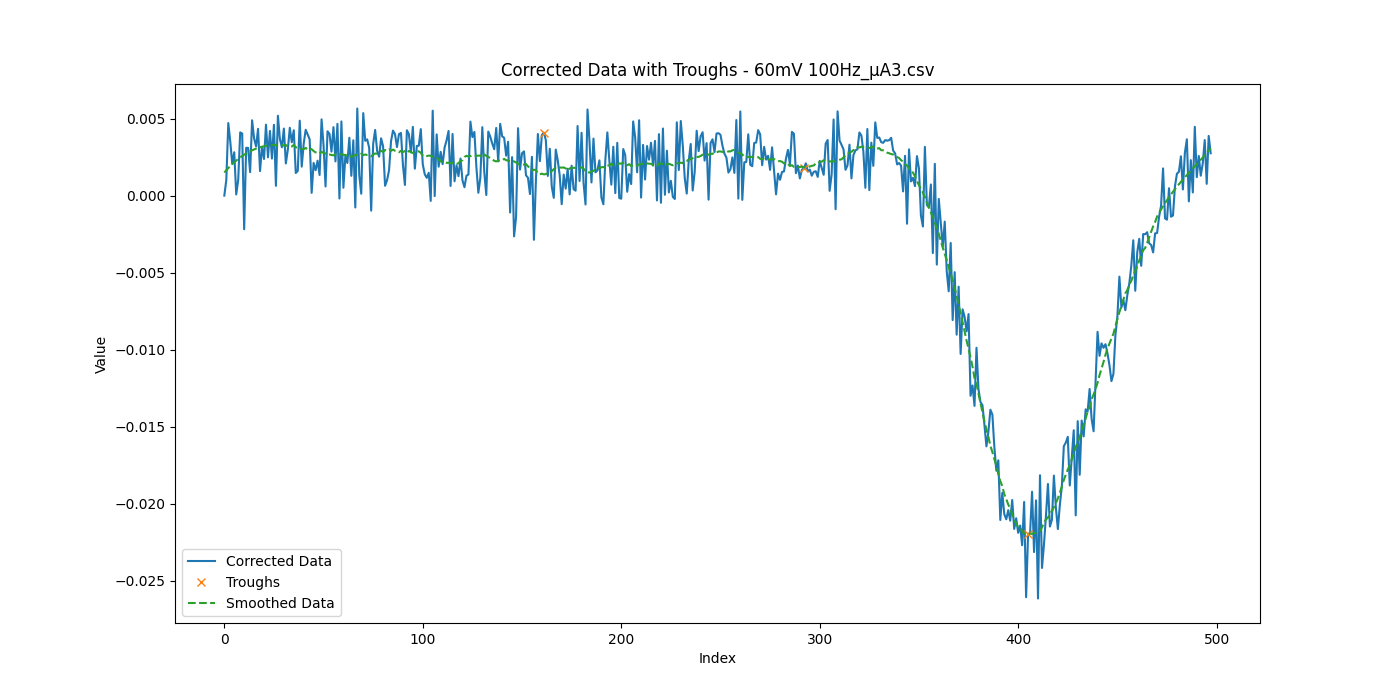 Corrected Data with Troughs - 60mV 100Hz_μA3.csv
0.005
0.000
−0.005
−0.010
−0.015
−0.020
−0.025
Value
Corrected Data
Troughs
Smoothed Data
0
100
200
300
400
500
Index